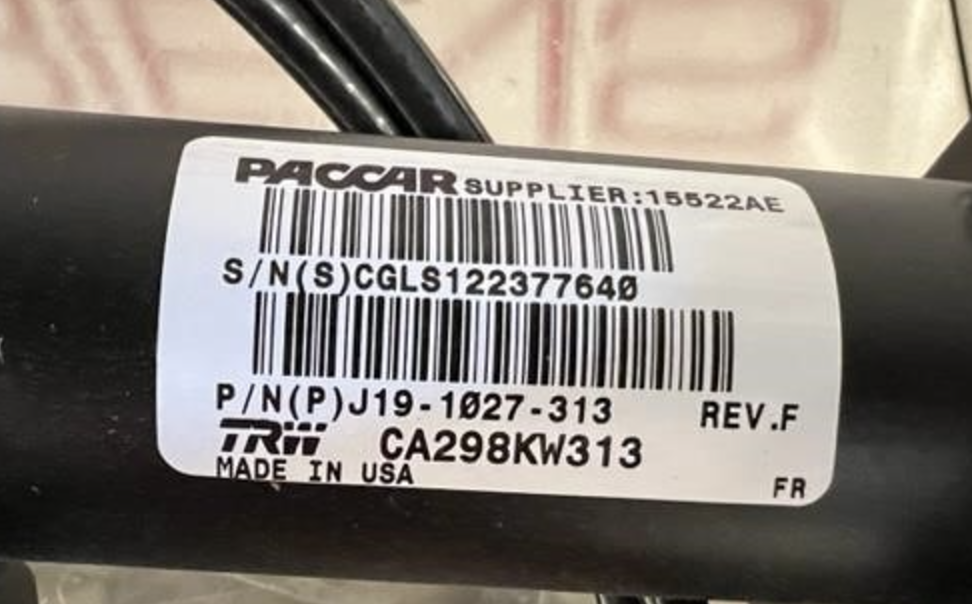 PACCAR SUPPLIER:15522AE
S/N(S)CGLS122377640
P/N(P)J19-1027-313 REV.F
TRW CA298KW313
MADE IN USA FR